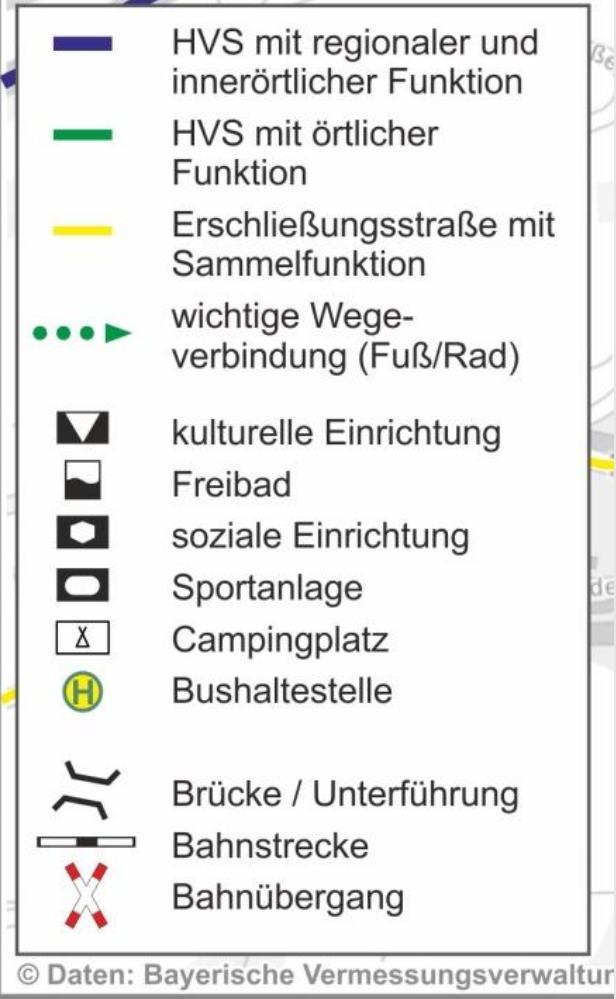 HVS mit regionaler und
innerörtlicher Funktion
HVS mit örtlicher
Funktion
Erschließungsstraße mit
Sammelfunktion
wichtige Wege-
verbindung (Fuß/Rad)
kulturelle Einrichtung
Freibad
soziale Einrichtung
Sportanlage
Campingplatz
H Bushaltestelle
Brücke / Unterführung
Bahnstrecke
Bahnübergang
© Daten: Bayerische Vermessungsverwaltun